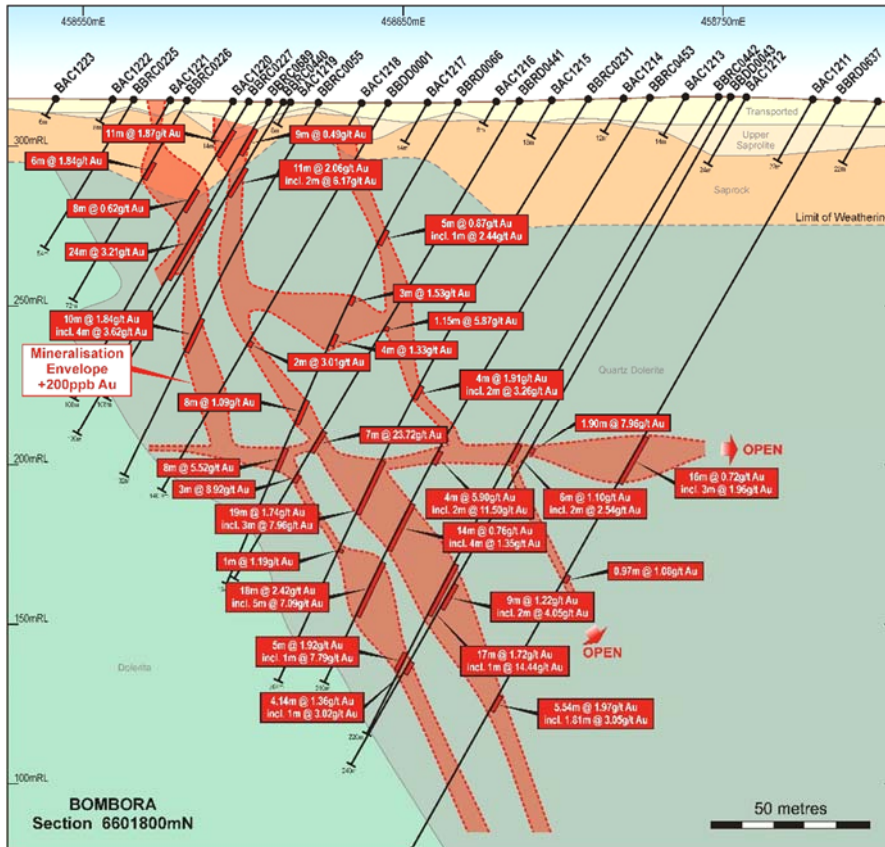 458550mE 458650mE 458750mE
BAC1223
BAC1222
BBRC0225
BAC1221
BBRC0226
BAC1220
BBRC0227
BBRC0689
BAC1219
BBRC0055
BAC1218
BBDD0001
BAC1217
BBRD0066
BAC1216
BBRD0441
BAC1215
BBRC0231
BAC1214
BBRC0453
BAC1213
BBRC0442
BBDD0043
BAC1212
BAC1211
BBRD0637
Transported
Upper
Saprolite
Saprock
Limit of Weathering
300mRL
250mRL
200mRL
150mRL
100mRL
11m @ 1.87g/t Au
9m @ 0.49g/t Au
6m @ 1.84g/t Au
11m @ 2.06g/t Au
incl. 2m @ 6.17g/t Au
8m @ 0.62g/t Au
24m @ 3.21g/t Au
5m @ 0.87g/t Au
incl. 1m @ 2.44g/t Au
3m @ 1.53g/t Au
10m @ 1.84g/t Au
incl. 4m @ 3.62g/t Au
1.15m @ 5.87g/t Au
4m @ 1.33g/t Au
2m @ 3.01g/t Au
Mineralisation
Envelope
+200ppb Au
Quartz Dolerite
4m @ 1.91g/t Au
incl. 2m @ 3.26g/t Au
8m @ 1.09g/t Au
1.90m @ 7.96g/t Au
7m @ 23.72g/t Au
OPEN
8m @ 5.52g/t Au
16m @ 0.72g/t Au
incl. 3m @ 1.96g/t Au
3m @ 8.92g/t Au
4m @ 5.90g/t Au
incl. 2m @ 11.50g/t Au
6m @ 1.10g/t Au
incl. 2m @ 2.54g/t Au
19m @ 1.74g/t Au
incl. 3m @ 7.96g/t Au
14m @ 0.76g/t Au
incl. 4m @ 1.35g/t Au
1m @ 1.19g/t Au
0.97m @ 1.08g/t Au
18m @ 2.42g/t Au
incl. 5m @ 7.09g/t Au
9m @ 1.22g/t Au
incl. 2m @ 4.05g/t Au
5m @ 1.92g/t Au
incl. 1m @ 7.79g/t Au
17m @ 1.72g/t Au
incl. 1m @ 14.44g/t Au
OPEN
Dolerite
4.14m @ 1.36g/t Au
incl. 1m @ 3.02g/t Au
5.54m @ 1.97g/t Au
incl. 1.81m @ 3.05g/t Au
220m
240m
BOMBORA
Section 6601800mN
50 metres